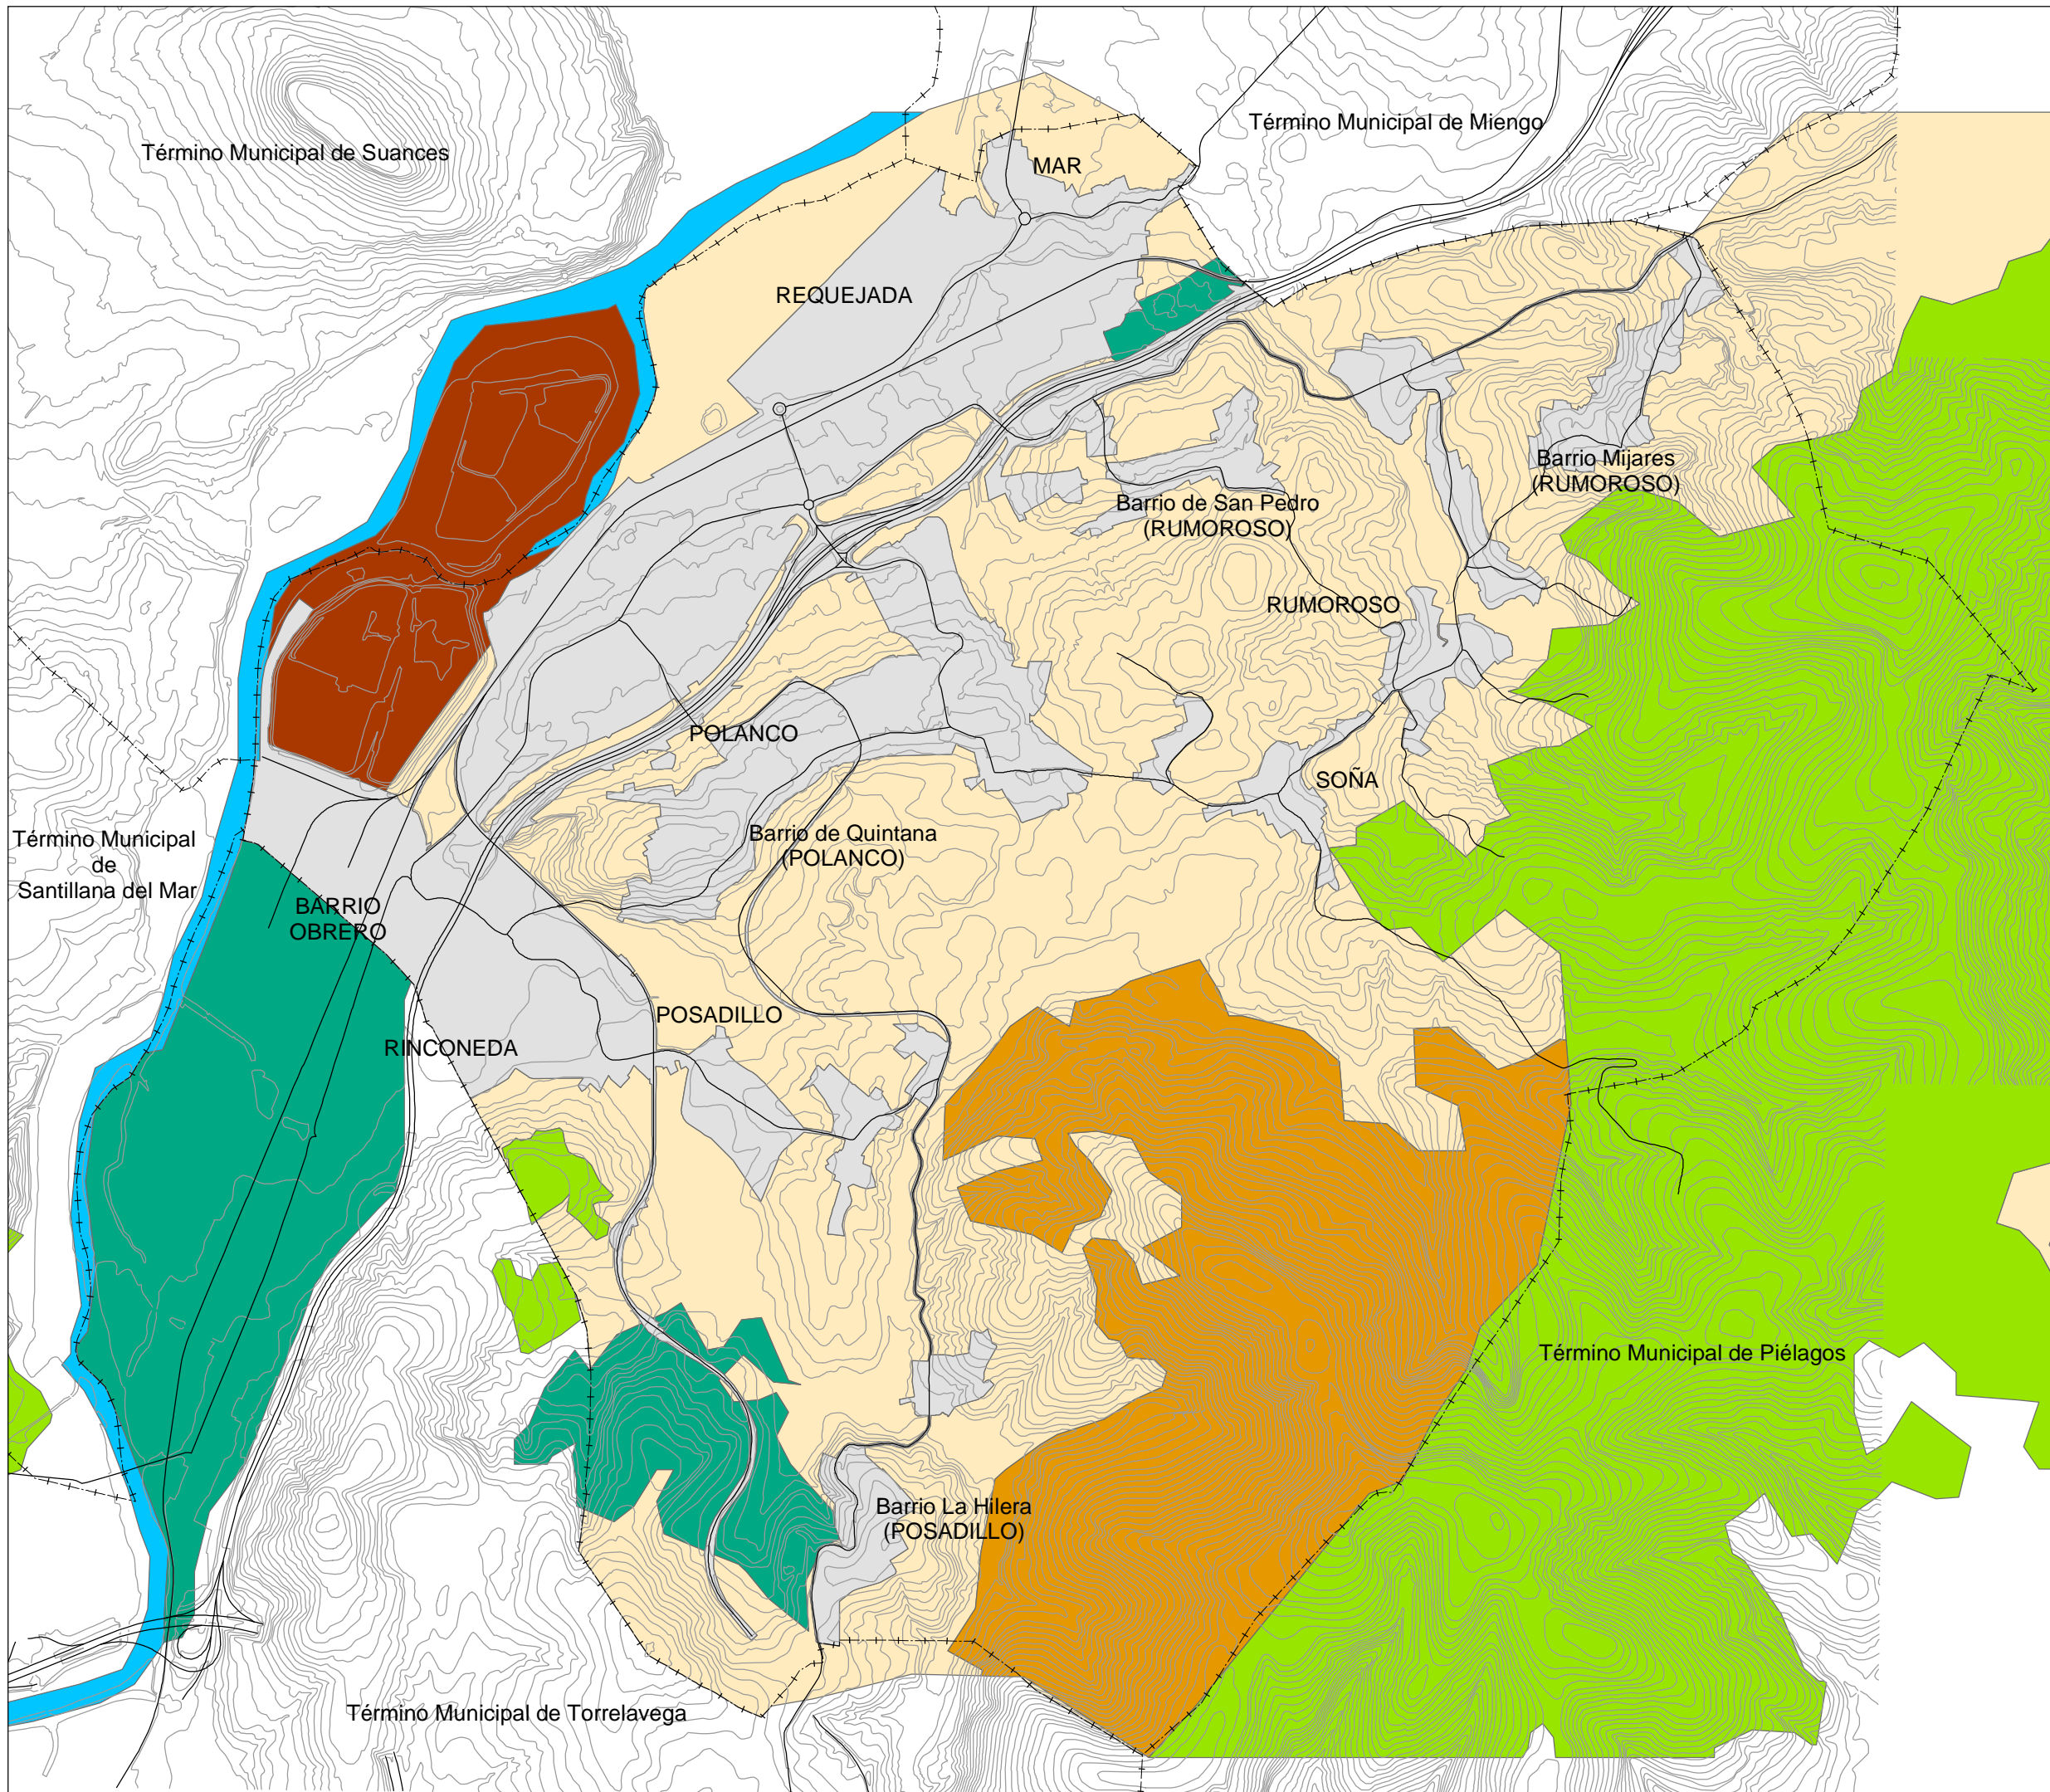 Término Municipal de Miengo
Término Municipal de Suances
MAR
REQUEJADA
Barrio Mijares
(RUMOROSO)
Barrio de San Pedro
(RUMOROSO)
RUMOROSO
POLANCO
SOÑA
Término Municipal
de
Santillana del Mar
Barrio de Quintana
(POLANCO)
BARRIO
OBRERO
POSADILLO
RINCONEDA
Término Municipal de Piélagos
Barrio La Hilera
(POSADILLO)
Término Municipal de Torrelavega